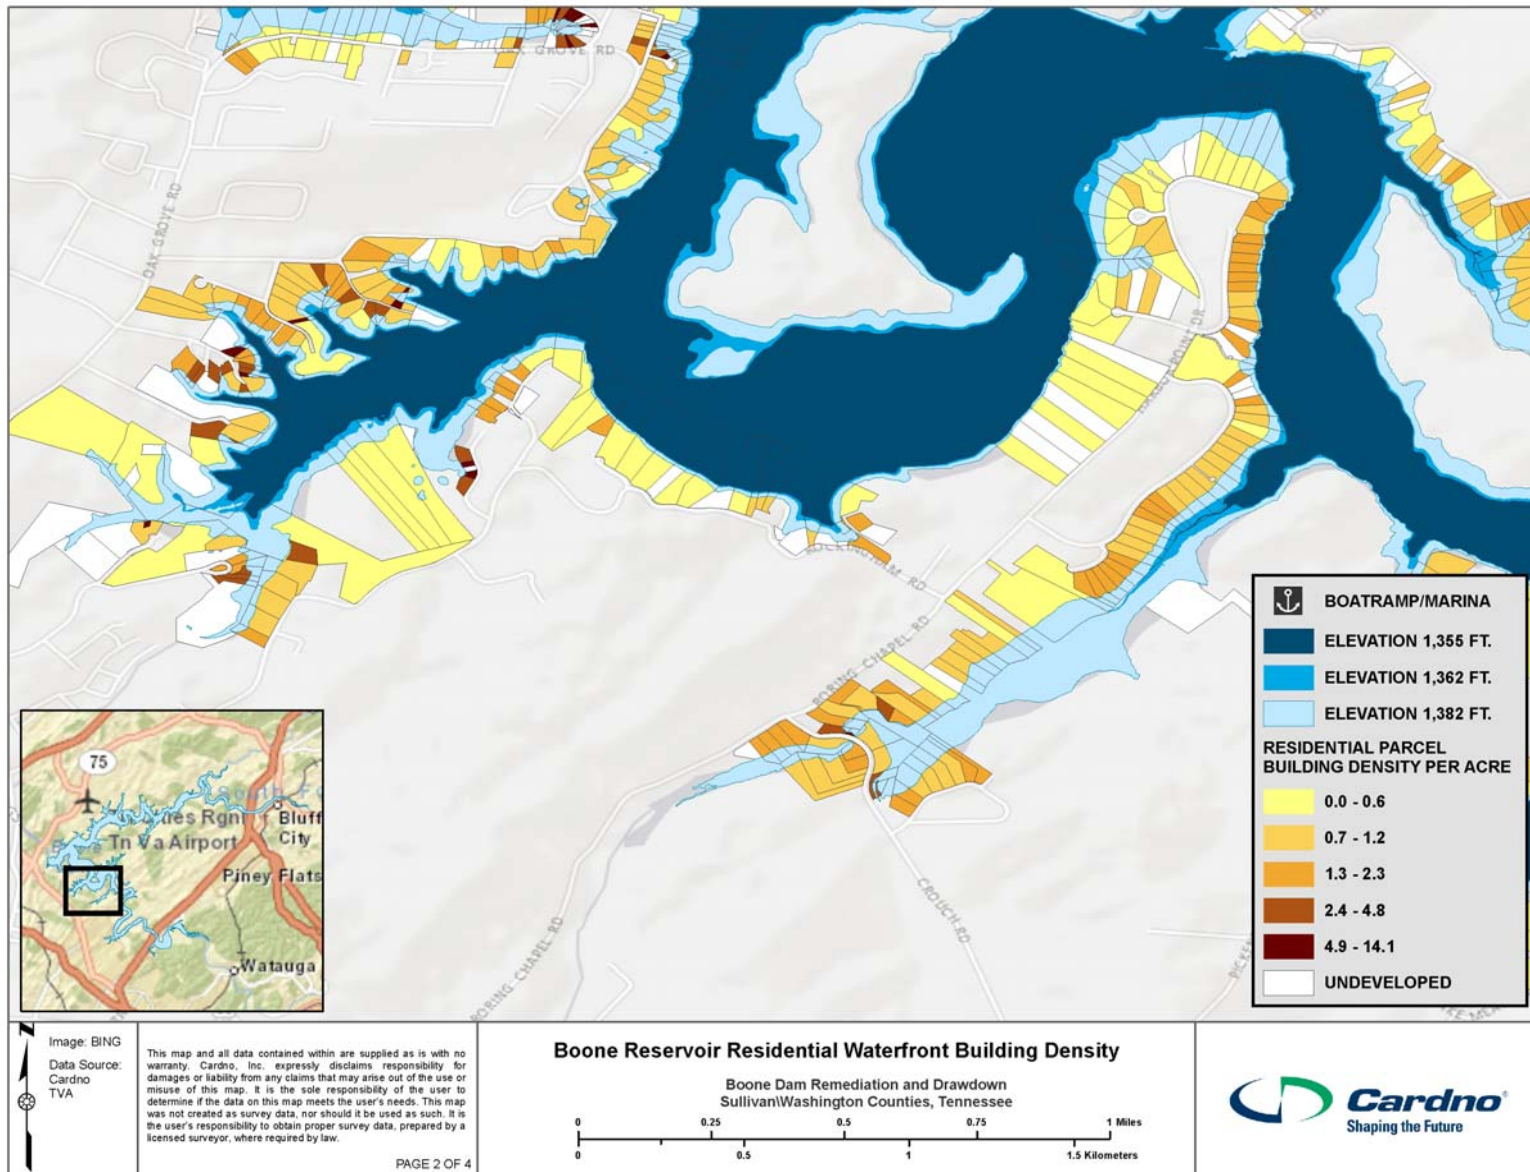 OAK GROVE RD
OAK GROVE RD
HARBOR POINT DR
ROCKINGHAM RD
BORING CHAPEL RD
CROUCH RD
BORING CHAPEL RD
BOATRAMP/MARINA
ELEVATION 1,355 FT.
ELEVATION 1,362 FT.
ELEVATION 1,382 FT.
RESIDENTIAL PARCEL
BUILDING DENSITY PER ACRE
0.0 - 0.6
0.7 - 1.2
1.3 - 2.3
2.4 - 4.8
4.9 - 14.1
UNDEVELOPED
75
South Fo
Bluff
City
Tn Va Airport
Piney Flats
Watauga
N
Image: BING
Data Source:
Cardno
TVA
This map and all data contained within are supplied as is with no
warranty. Cardno, Inc. expressly disclaims responsibility for
damages or liability from any claims that may arise out of the use or
misuse of this map. It is the sole responsibility of the user to
determine if the data on this map meets the user's needs. This map
was not created as survey data, nor should it be used as such. It is
the user's responsibility to obtain proper survey data, prepared by a
licensed surveyor, where required by law.
PAGE 2 OF 4
Boone Reservoir Residential Waterfront Building Density
Boone Dam Remediation and Drawdown
Sullivan\Washington Counties, Tennessee
0 0.25 0.5 0.75 1 Miles
0 0.5 1 1.5 Kilometers
Cardno®
Shaping the Future